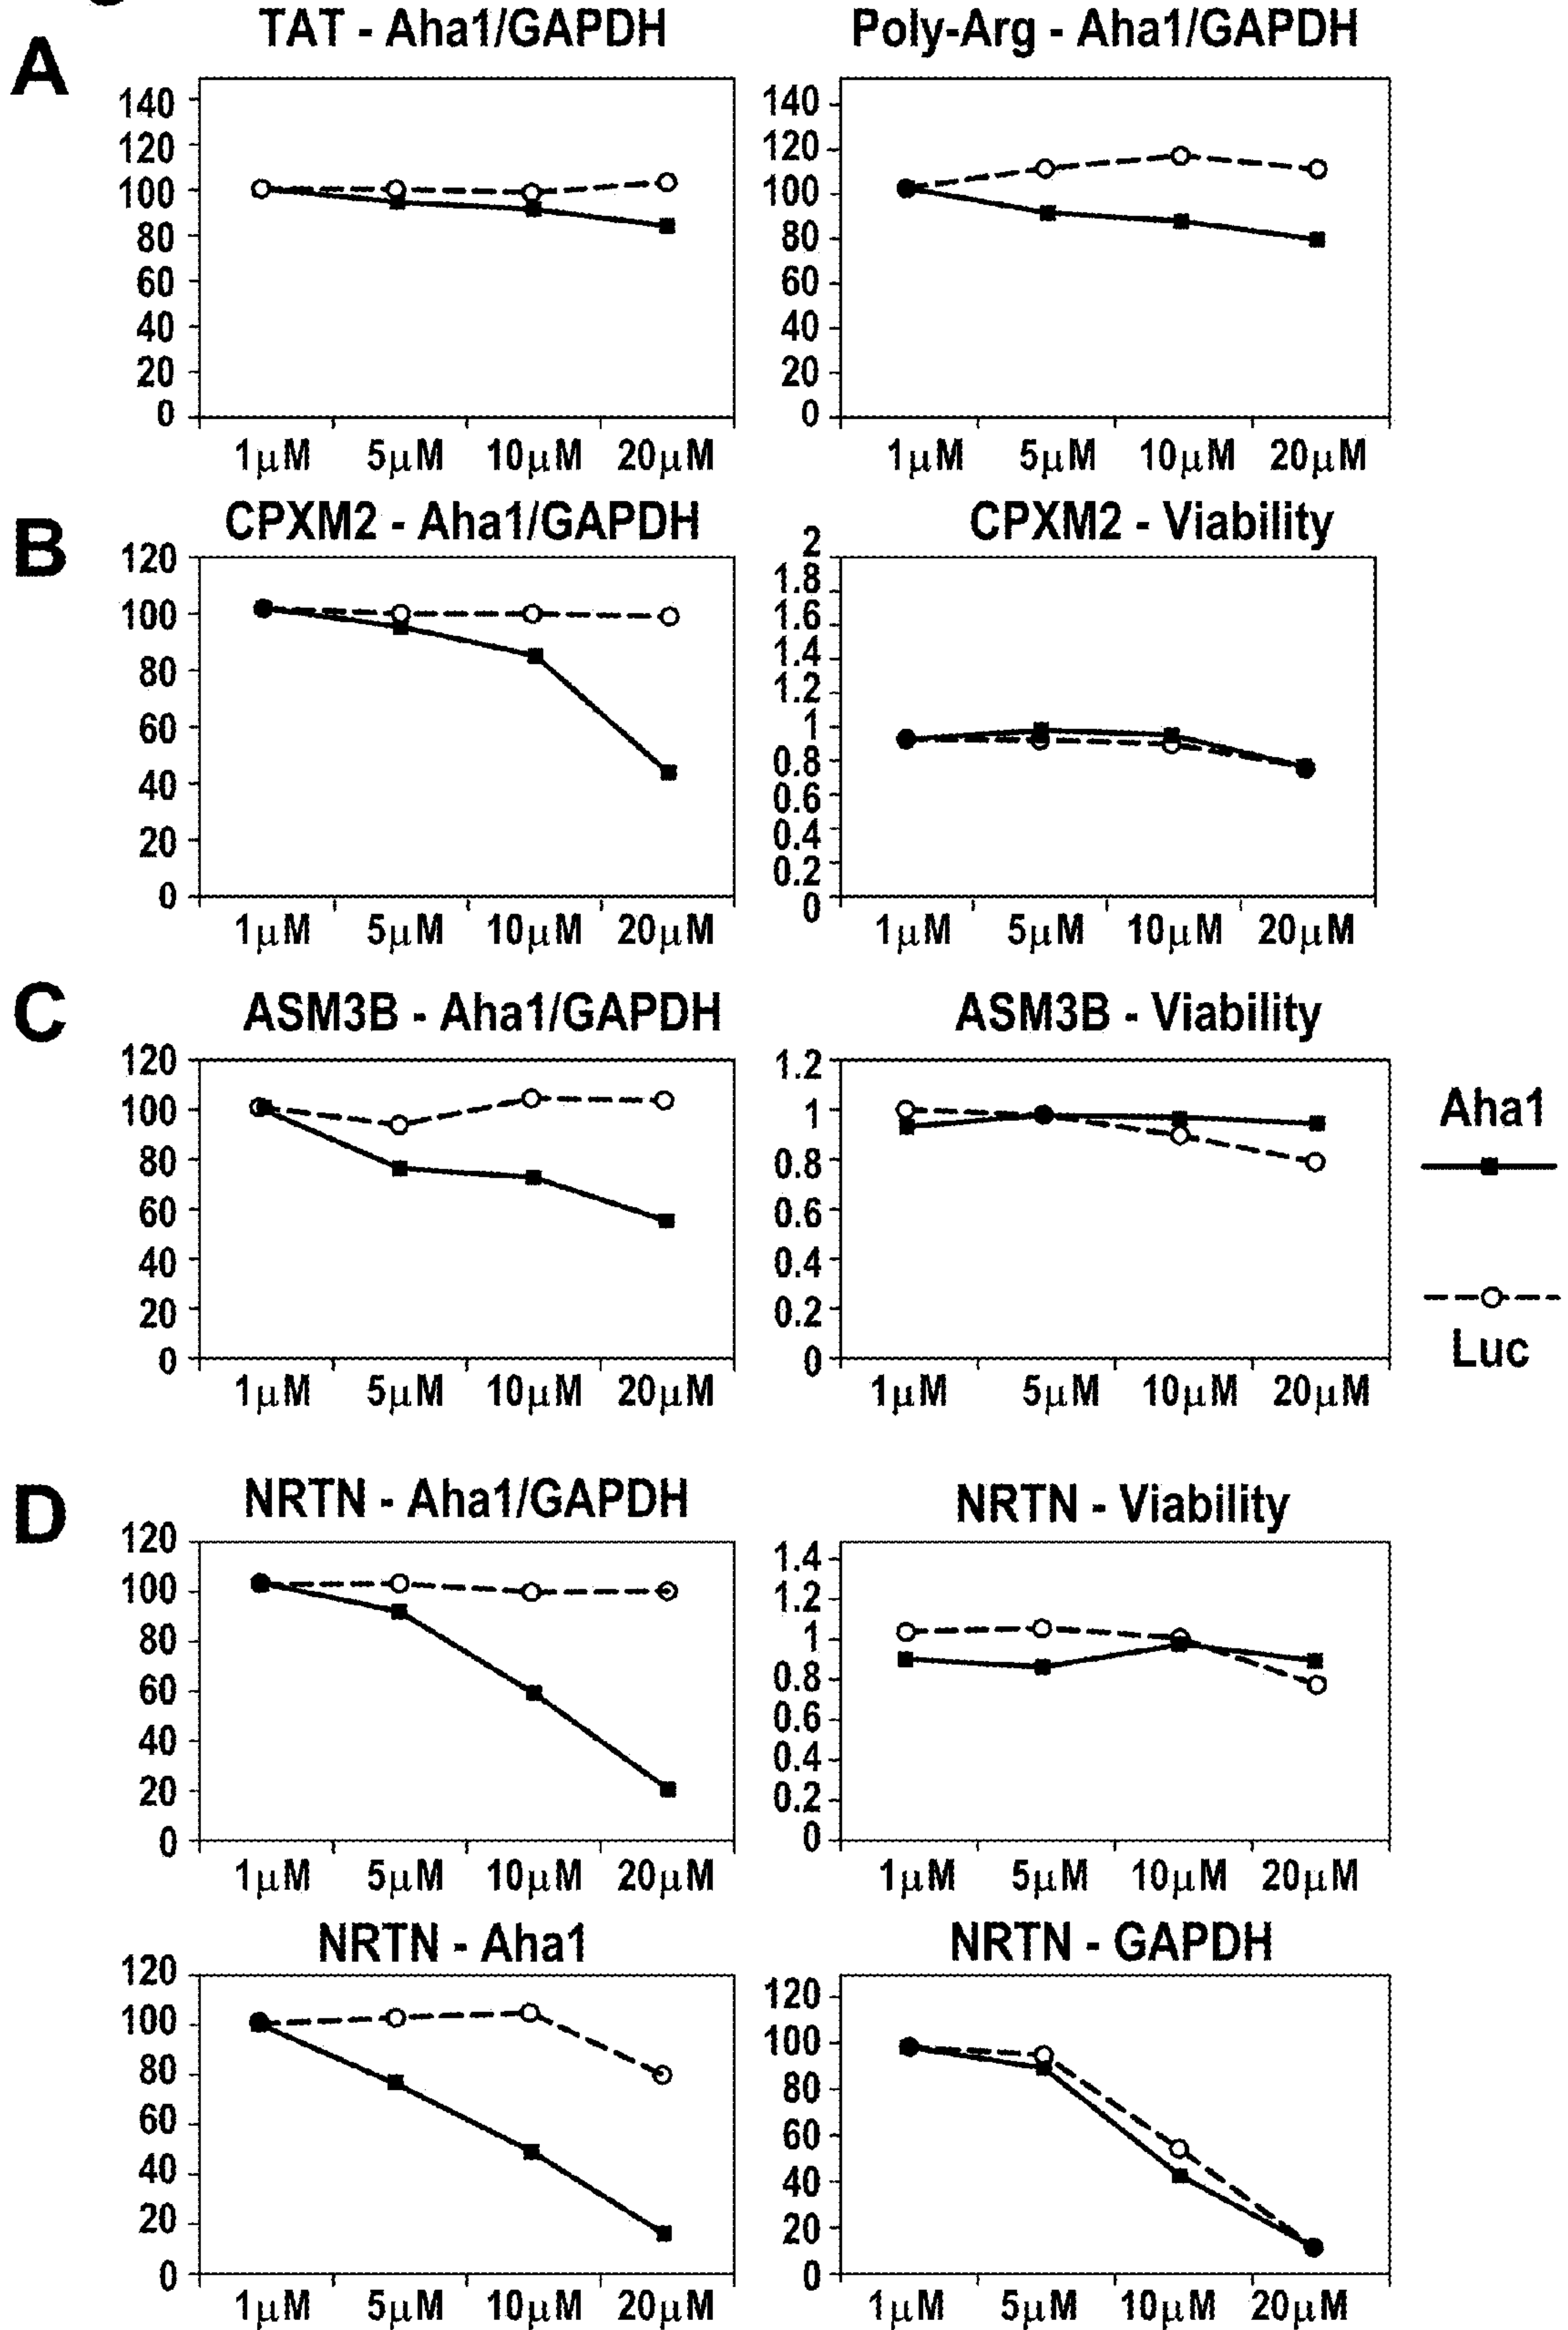 A
TAT - Aha1/GAPDH
140
120
100
80
60
40
20
0
1μM 5μM 10μM 20μM
Poly-Arg - Aha1/GAPDH
140
120
100
80
60
40
20
0
1μM 5μM 10μM 20μM
B
CPXM2 - Aha1/GAPDH
120
100
80
60
40
20
0
1μM 5μM 10μM 20μM
CPXM2 - Viability
2
1.8
1.6
1.4
1.2
1
0.8
0.6
0.4
0.2
0
1μM 5μM 10μM 20μM
C
ASM3B - Aha1/GAPDH
120
100
80
60
40
20
0
1μM 5μM 10μM 20μM
ASM3B - Viability
1.2
1
0.8
0.6
0.4
0.2
0
1μM 5μM 10μM 20μM
Aha1
Luc
D
NRTN - Aha1/GAPDH
120
100
80
60
40
20
0
1μM 5μM 10μM 20μM
NRTN - Viability
1.4
1.2
1
0.8
0.6
0.4
0.2
0
1μM 5μM 10μM 20μM
NRTN - Aha1
120
100
80
60
40
20
0
1μM 5μM 10μM 20μM
NRTN - GAPDH
120
100
80
60
40
20
0
1μM 5μM 10μM 20μM